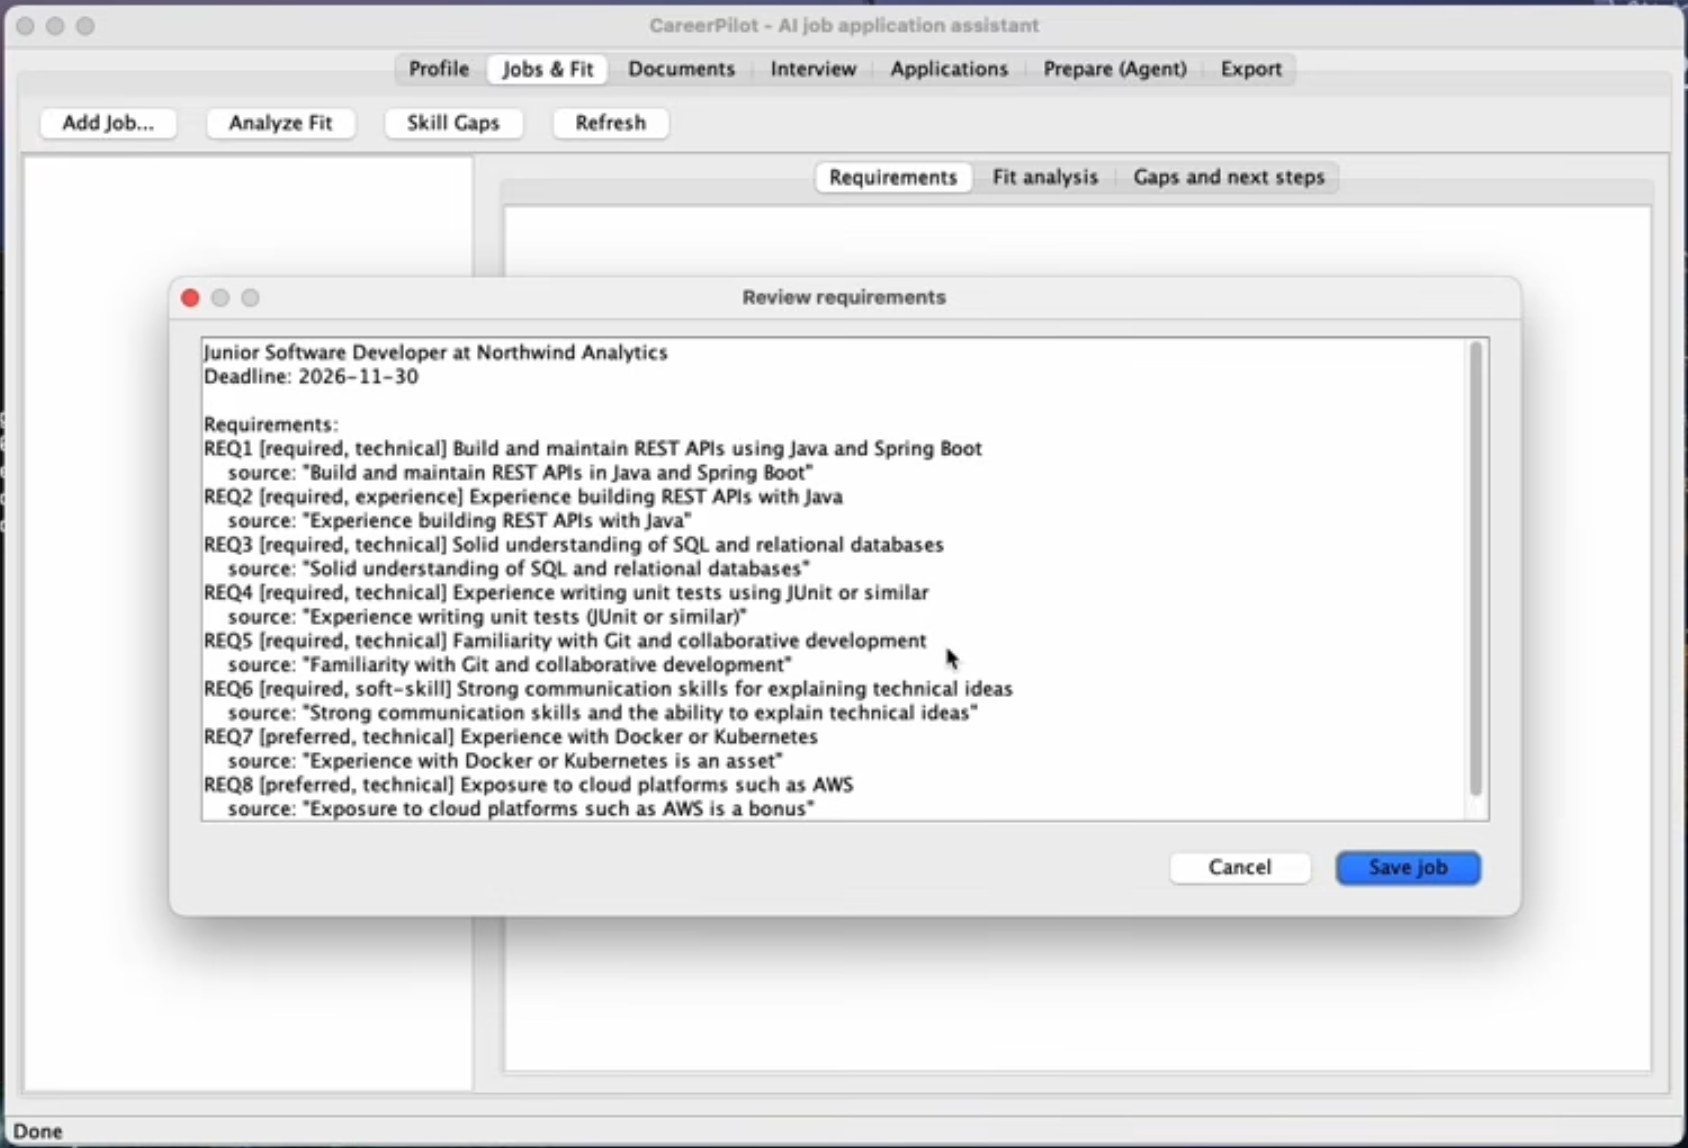 CareerPilot - AI job application assistant
Profile Jobs & Fit Documents Interview Applications Prepare (Agent) Export
Add Job... Analyze Fit Skill Gaps Refresh
Requirements Fit analysis Gaps and next steps
Review requirements
Junior Software Developer at Northwind Analytics
Deadline: 2026-11-30
Requirements:
REQ1 [required, technical] Build and maintain REST APIs using Java and Spring Boot
source: "Build and maintain REST APIs in Java and Spring Boot"
REQ2 [required, experience] Experience building REST APIs with Java
source: "Experience building REST APIs with Java"
REQ3 [required, technical] Solid understanding of SQL and relational databases
source: "Solid understanding of SQL and relational databases"
REQ4 [required, technical] Experience writing unit tests using JUnit or similar
source: "Experience writing unit tests (JUnit or similar)"
REQ5 [required, technical] Familiarity with Git and collaborative development
source: "Familiarity with Git and collaborative development"
REQ6 [required, soft-skill] Strong communication skills for explaining technical ideas
source: "Strong communication skills and the ability to explain technical ideas"
REQ7 [preferred, technical] Experience with Docker or Kubernetes
source: "Experience with Docker or Kubernetes is an asset"
REQ8 [preferred, technical] Exposure to cloud platforms such as AWS
source: "Exposure to cloud platforms such as AWS is a bonus"
Cancel Save job
Done